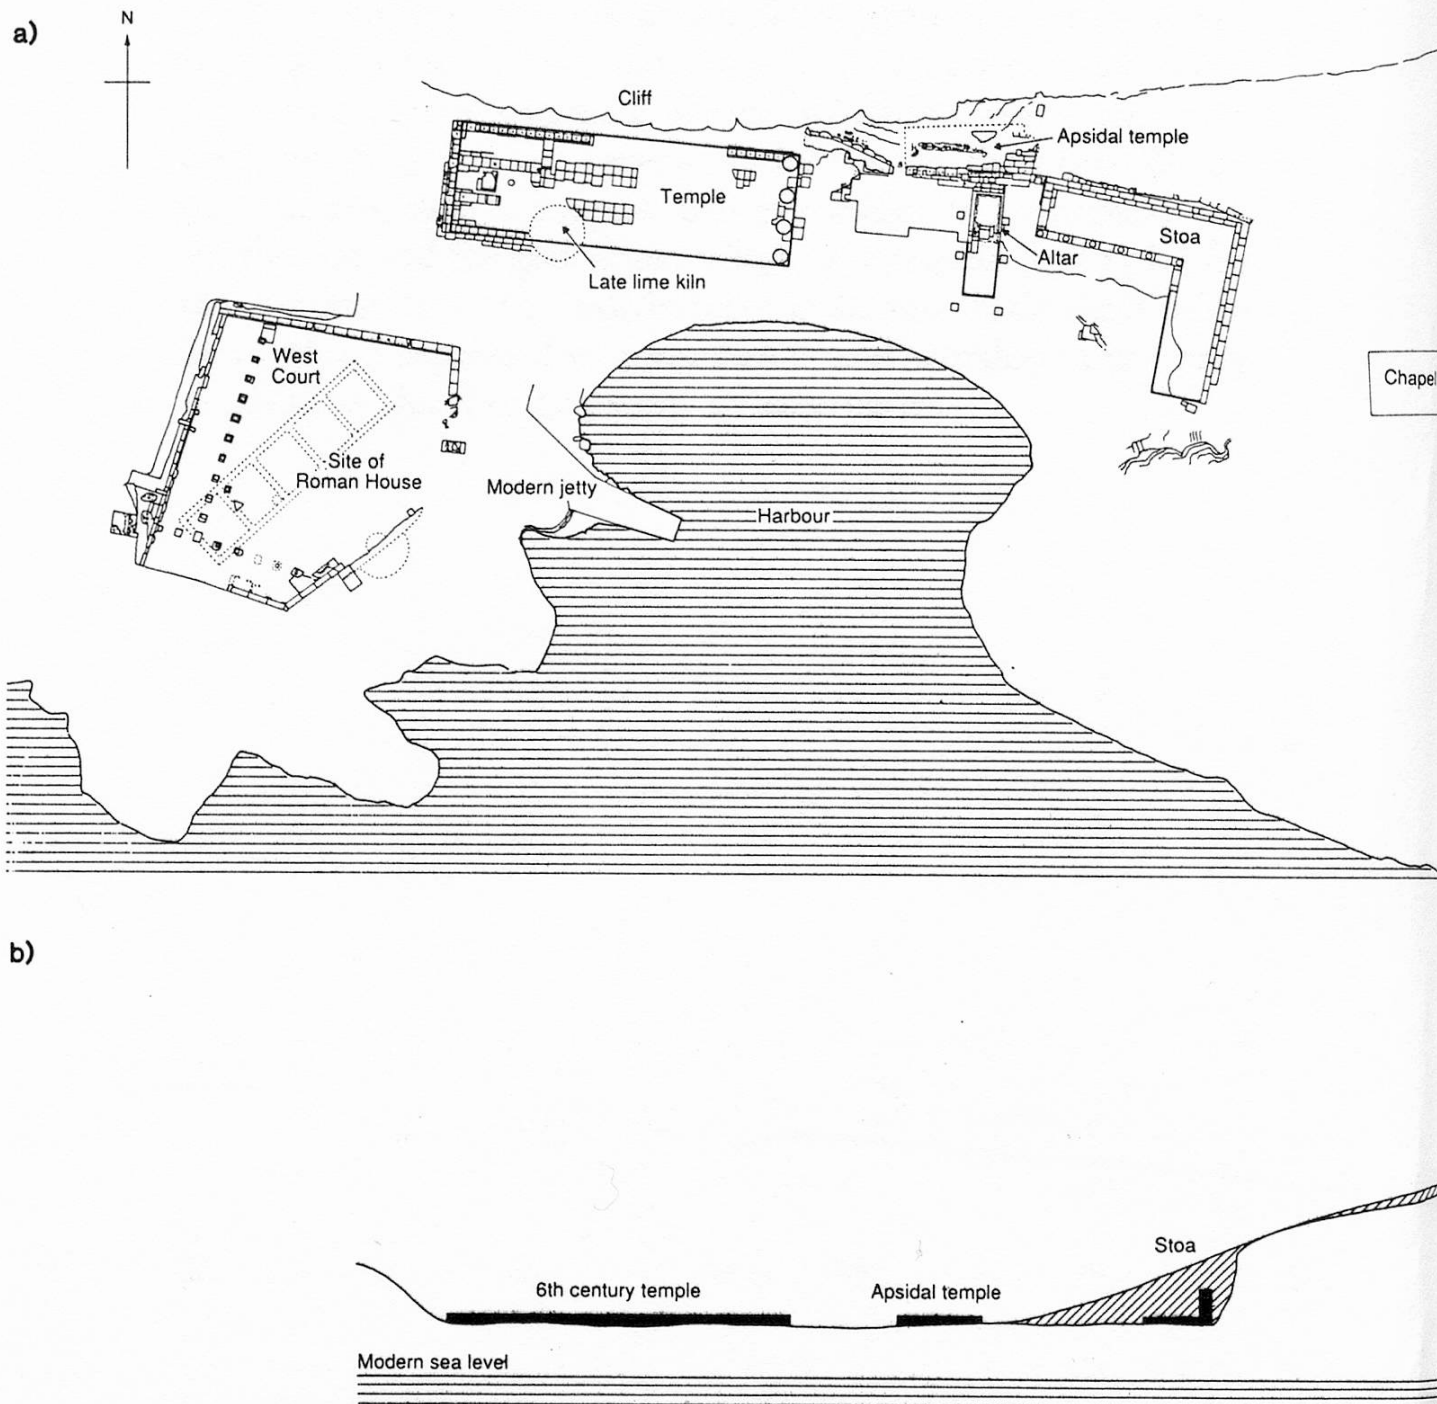 a)
N
Cliff
Apsidal temple
Temple
Stoa
Altar
Late lime kiln
West
Court
Chapel
Site of
Roman House
Modern jetty
Harbour
b)
Stoa
6th century temple
Apsidal temple
Modern sea level